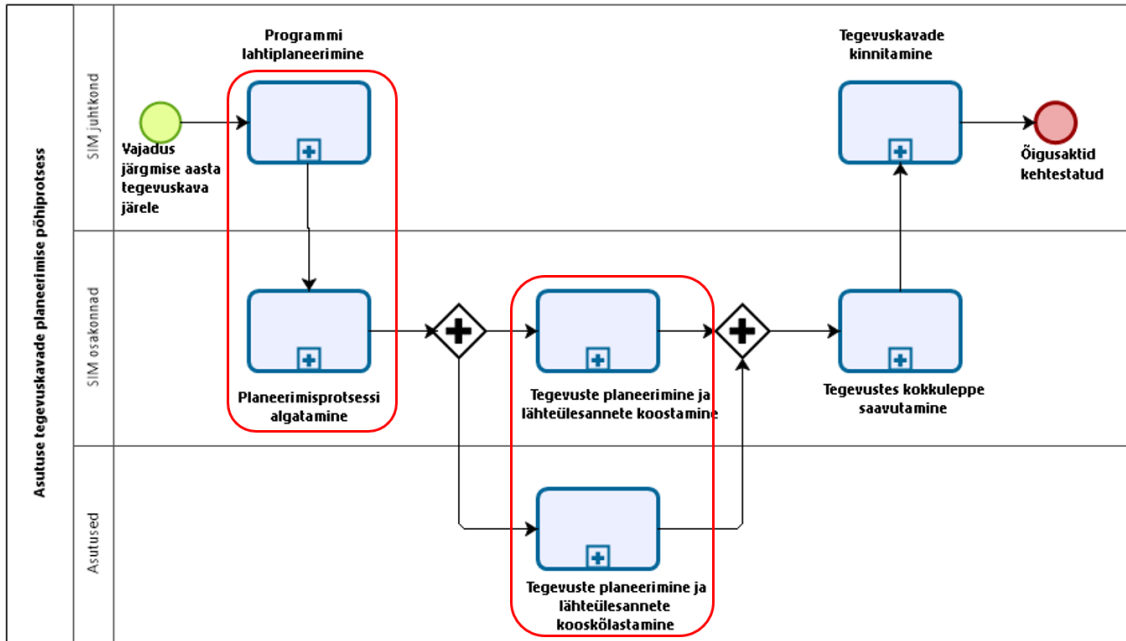 Asutuse tegevuskavade planeerimise põhiprotsess
SIM juhtkond
Programmi
lahtiplaneerimine
Tegevuskavade
kinnitamine
Vajadus
järgmise aasta
tegevuskava
järele
Õigusaktid
kehtestatud
SIM osakonnad
Planeerimisprotsessi
algatamine
Tegevuste planeerimine ja
lähteülesannete koostamine
Tegevustes kokkuleppe
saavutamine
Asutused
Tegevuste planeerimine ja
lähteülesannete
kooskõlastamine